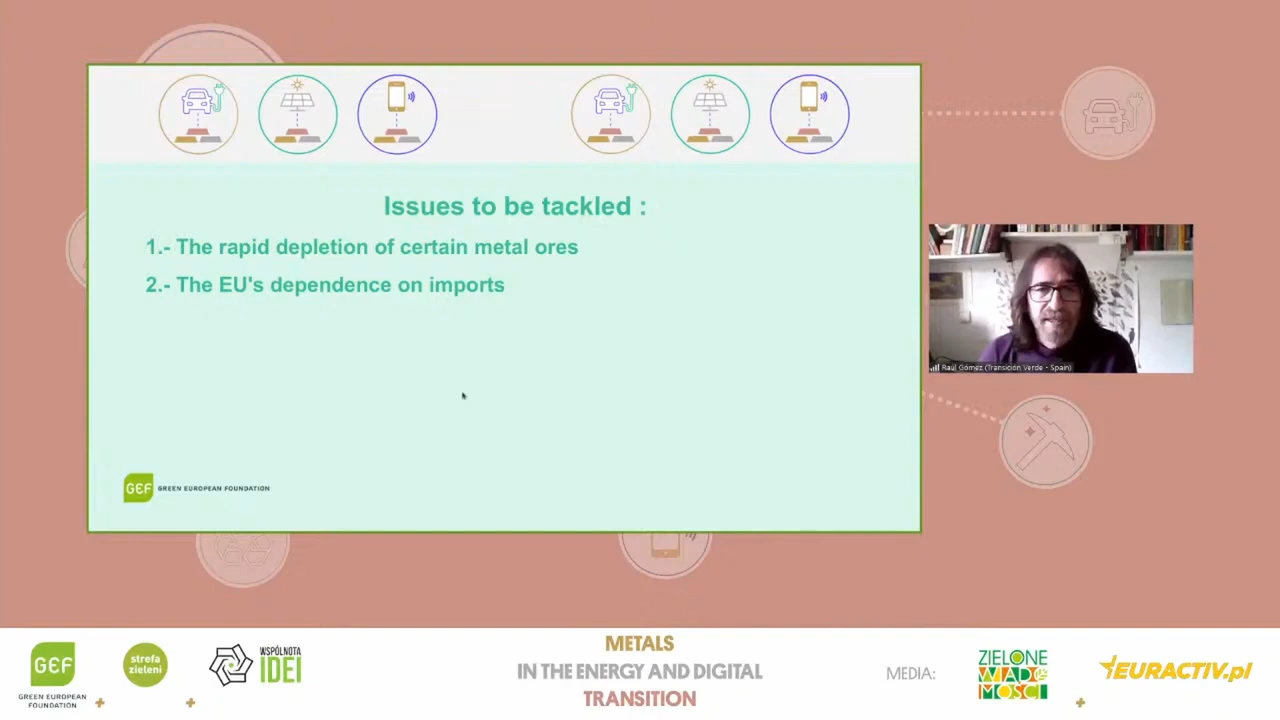 Issues to be tackled :
1.- The rapid depletion of certain metal ores
2.- The EU's dependence on imports
GEF GREEN EUROPEAN FOUNDATION
Raúl Gómez (Transición Verde - Spain)
GEF
GREEN EUROPEAN
FOUNDATION
strefa
zieleni
WSPÓLNOTA
IDEI
METALS
IN THE ENERGY AND DIGITAL
TRANSITION
MEDIA:
ZIELONE
WIADO
MOŚCI
EURACTIV.pl